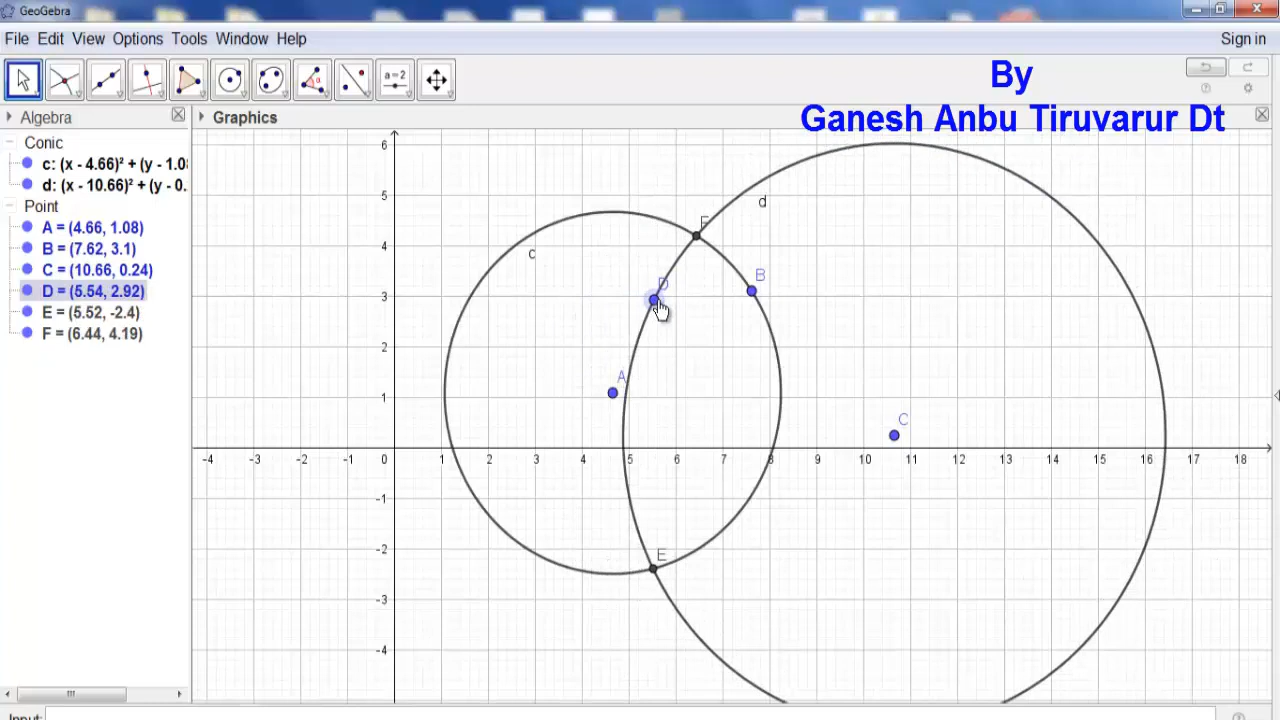 GeoGebra
File Edit View Options Tools Window Help
Sign in
a = 2
By
Ganesh Anbu Tiruvarur Dt
Algebra
Graphics
Conic
c: (x - 4.66)² + (y - 1.08
d: (x - 10.66)² + (y - 0.
Point
A = (4.66, 1.08)
B = (7.62, 3.1)
C = (10.66, 0.24)
D = (5.54, 2.92)
E = (5.52, -2.4)
F = (6.44, 4.19)
6
5
4
3
2
1
-1
-2
-3
-4
-4 -3 -2 -1 0 1 2 3 4 5 6 7 8 9 10 11 12 13 14 15 16 17 18
d
F
c
D
B
A
C
E
Input: